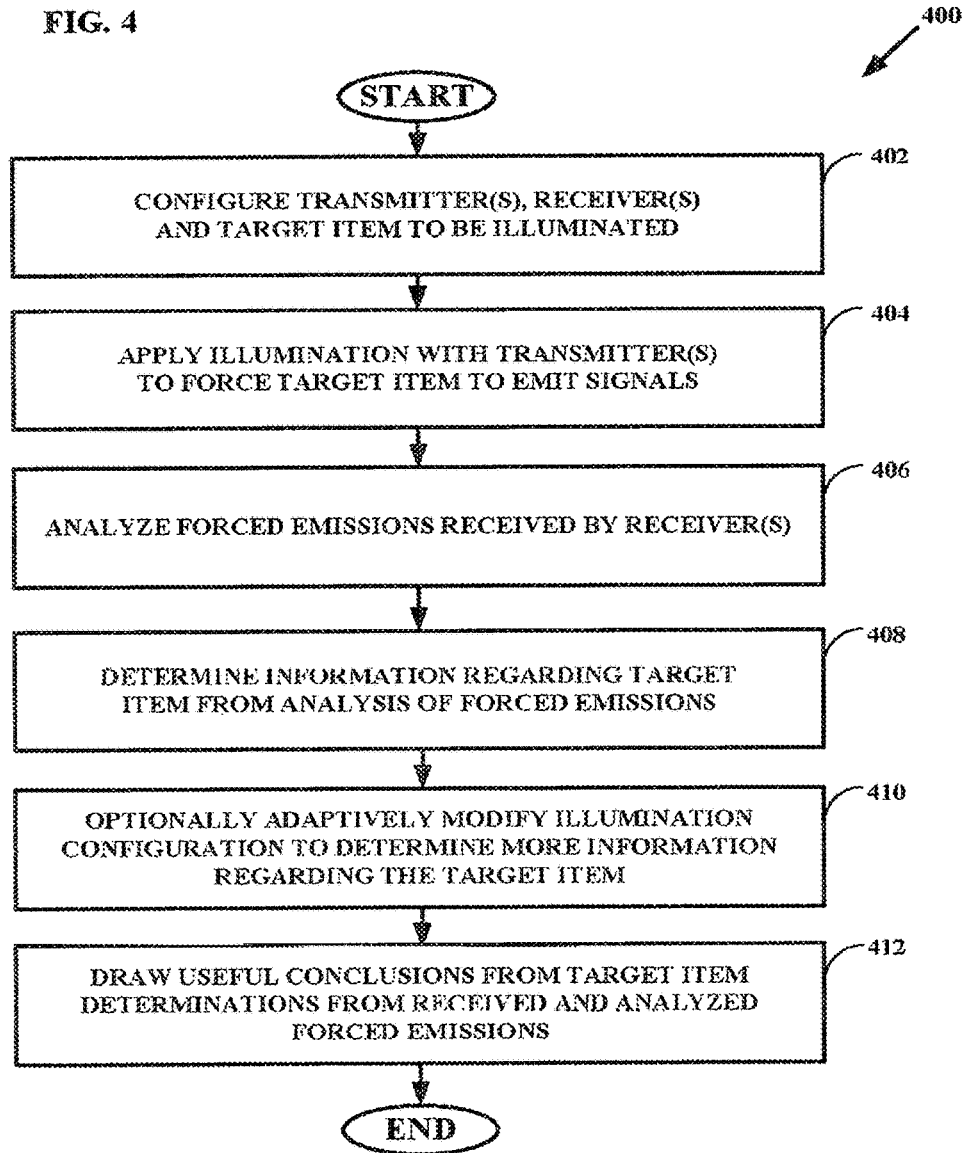 FIG. 4
400
START
402
CONFIGURE TRANSMITTER(S), RECEIVER(S)
AND TARGET ITEM TO BE ILLUMINATED
404
APPLY ILLUMINATION WITH TRANSMITTER(S)
TO FORCE TARGET ITEM TO EMIT SIGNALS
406
ANALYZE FORCED EMISSIONS RECEIVED BY RECEIVER(S)
408
DETERMINE INFORMATION REGARDING TARGET
ITEM FROM ANALYSIS OF FORCED EMISSIONS
410
OPTIONALLY ADAPTIVELY MODIFY ILLUMINATION
CONFIGURATION TO DETERMINE MORE INFORMATION
REGARDING THE TARGET ITEM
412
DRAW USEFUL CONCLUSIONS FROM TARGET ITEM
DETERMINATIONS FROM RECEIVED AND ANALYZED
FORCED EMISSIONS
END